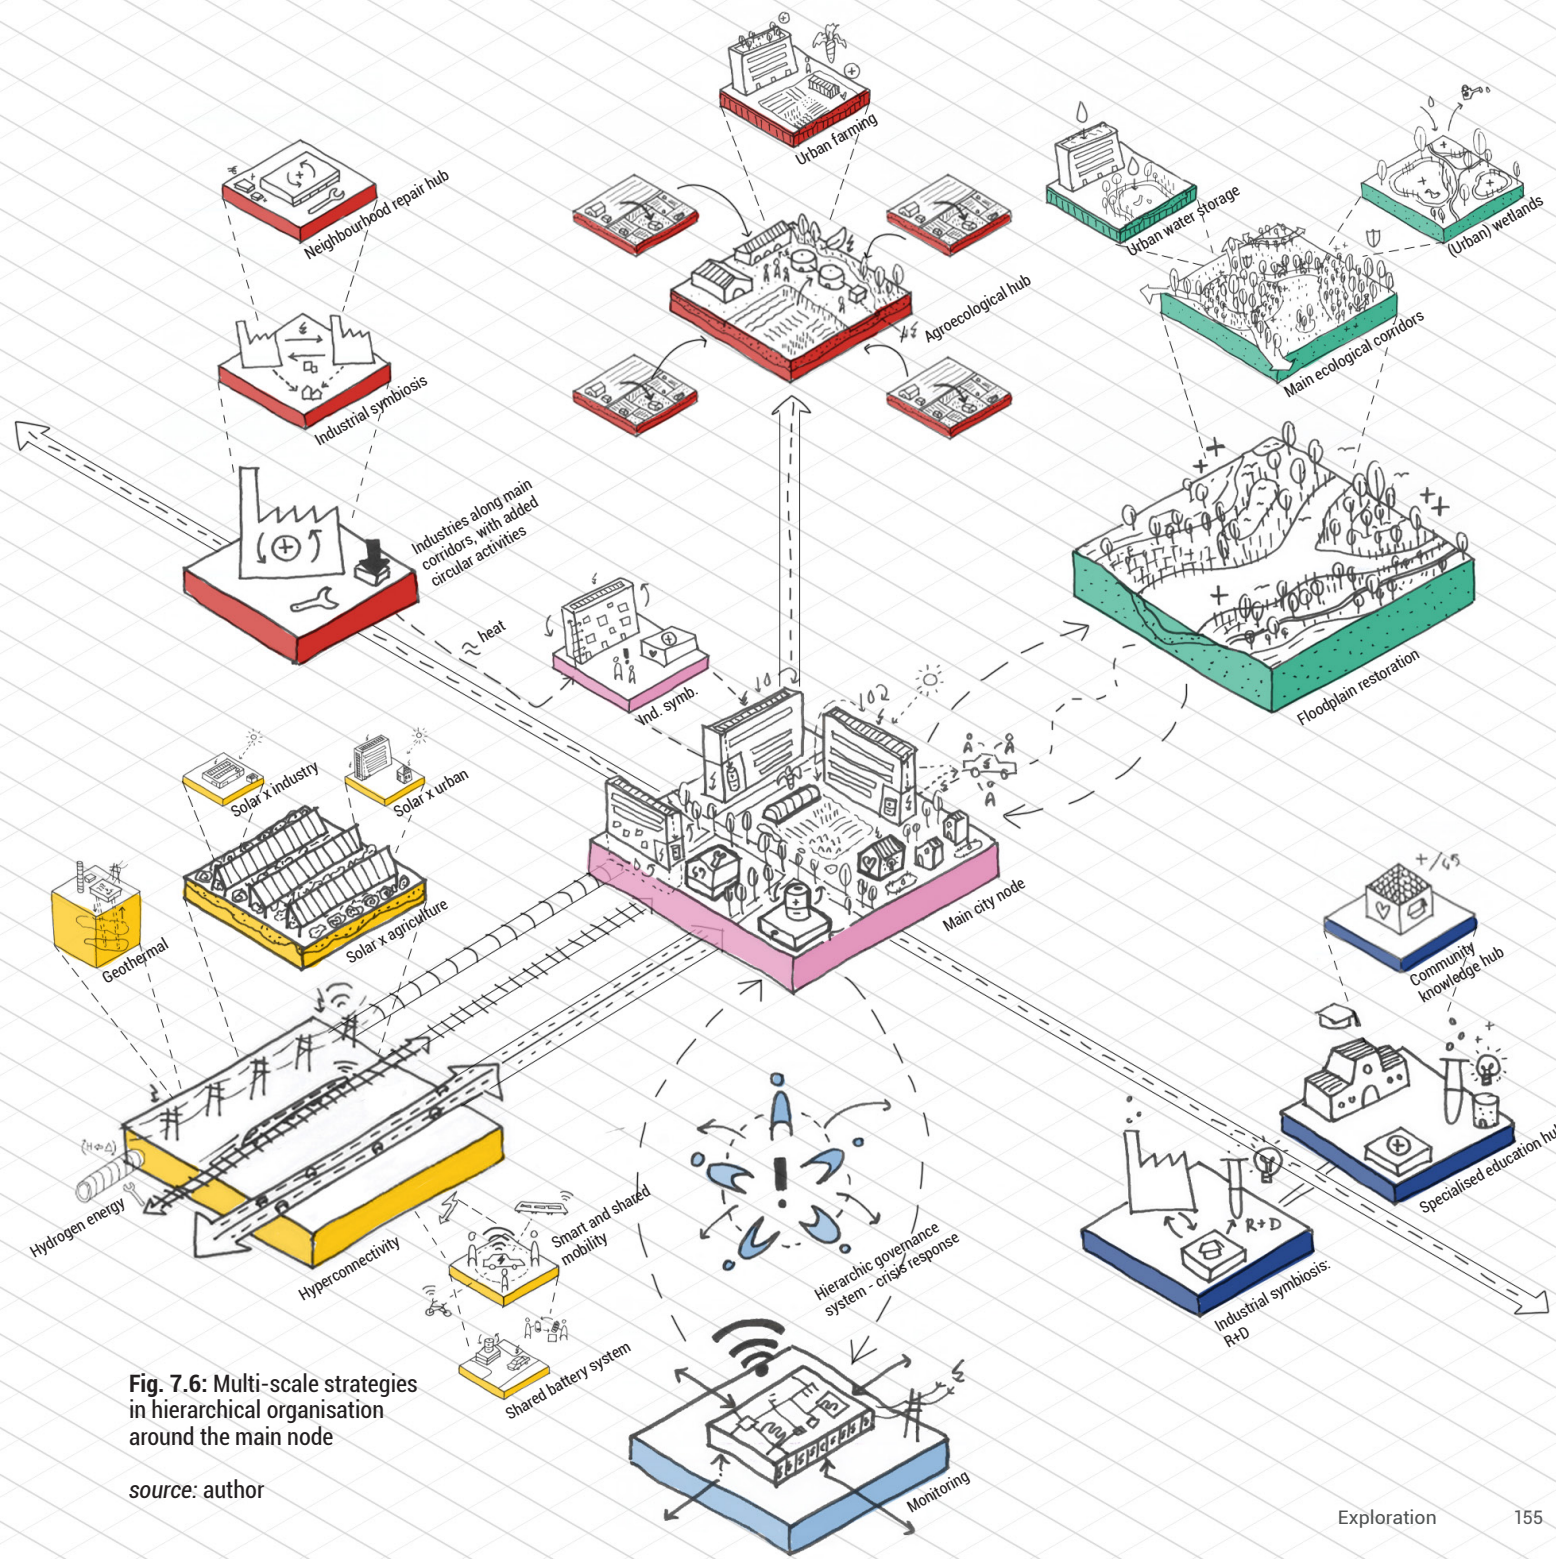 Urban farming
Neighbourhood repair hub
Urban water storage
(Urban) wetlands
Agroecological hub
Main ecological corridors
Industrial symbiosis
Industries along main
corridors, with added
circular activities
heat
Ind. symb.
Floodplain restoration
Solar x industry
Solar x urban
Main city node
Solar x agriculture
Geothermal
Community
knowledge hub
Hydrogen energy
Hyperconnectivity
Smart and shared
mobility
Shared battery system
Hierarchic governance
system - crisis response
Specialised education hub
R+D
Industrial symbiosis:
R+D
Monitoring
Fig. 7.6: Multi-scale strategies
in hierarchical organisation
around the main node
source: author
Exploration 155